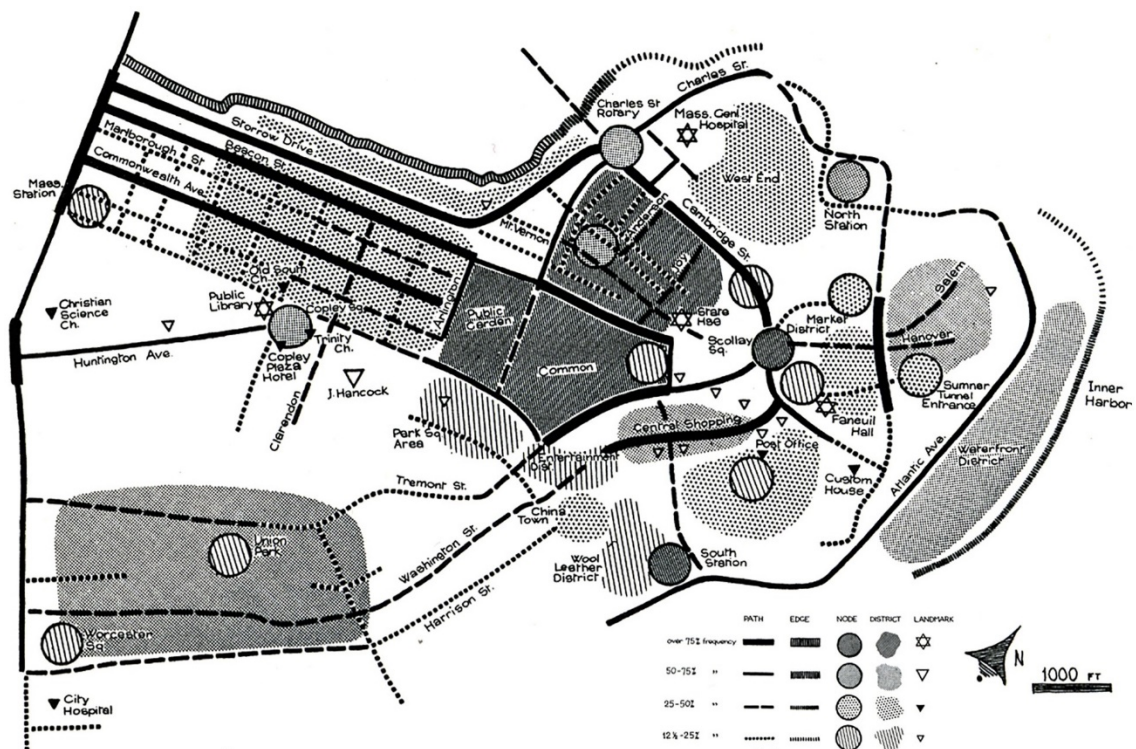 Charles St.
Charles St
Rotary
Mass. Genl.
Hospital
Storrow Drive
Beacon St.
Marlborough St
Commonwealth Ave.
Mass.
Station
West End
North
Station
Mt. Vernon
Anderson
Joy
Cambridge St.
Salem
Hanover
Inner
Harbor
Old South
Public
Library
Copley Sq.
Trinity
Ch.
Copley
Plaza
Hotel
Christian
Science
Ch.
Huntington Ave.
Arlington
Public
Garden
Common
State
Hse
Scollay
Sq.
Market
District
Sumner
Tunnel
Entrance
Faneuil
Hall
J. Hancock
Clarendon
Park Sq.
Area
Central Shopping
Post Office
Custom
House
Atlantic Ave.
Waterfront
District
Entertainment
Dist.
Tremont St.
China
Town
Washington St.
Harrison St.
Wool
Leather
District
South
Station
Union
Park
Worcester
Sq.
City
Hospital
PATH EDGE NODE DISTRICT LANDMARK
over 75% frequency
50-75% "
25-50% "
12½-25% "
N
1000 FT